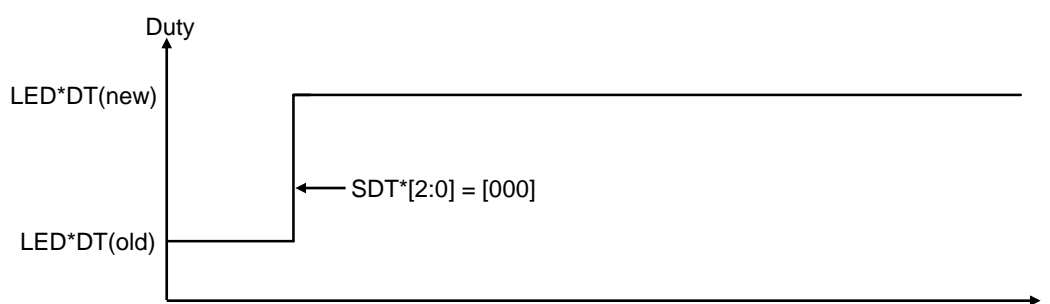 Duty
LED*DT(new)
SDT*[2:0] = [000]
LED*DT(old)